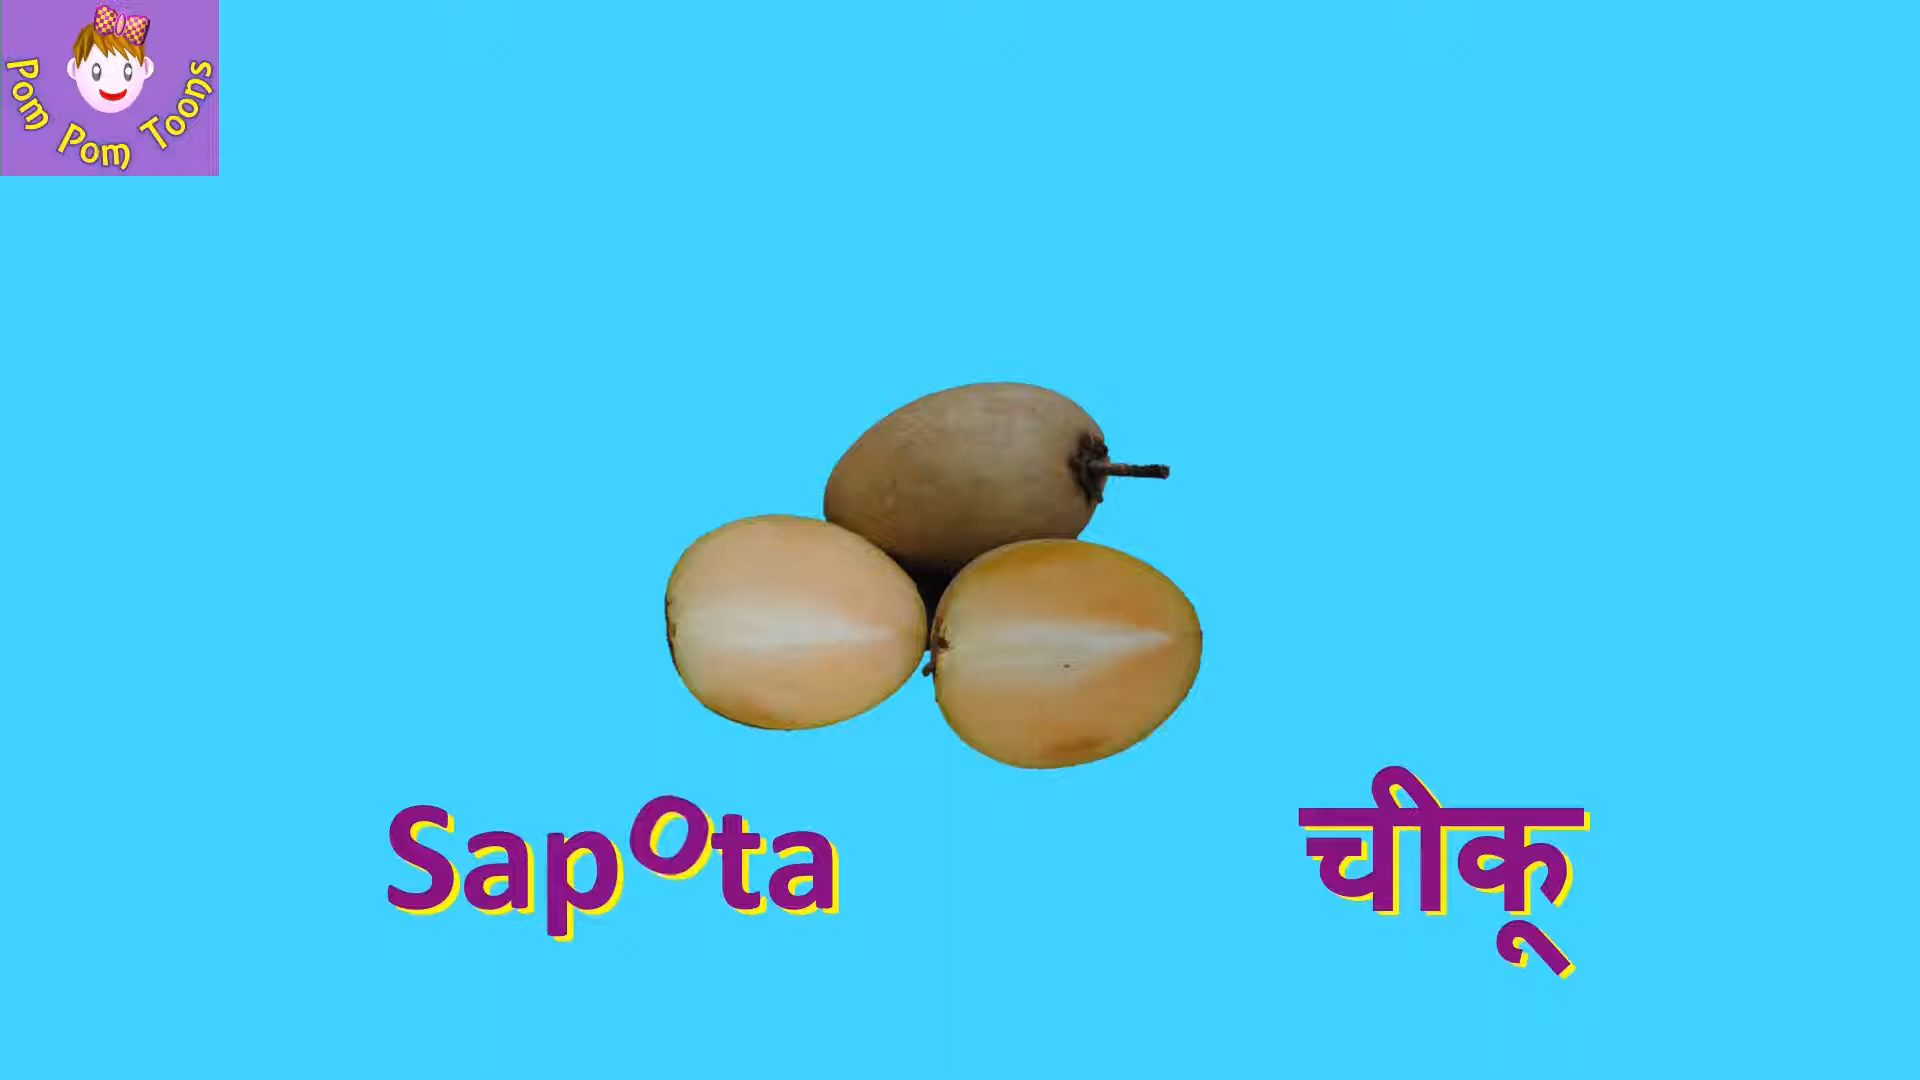 Pom Pom Toons
Sapota
चीकू